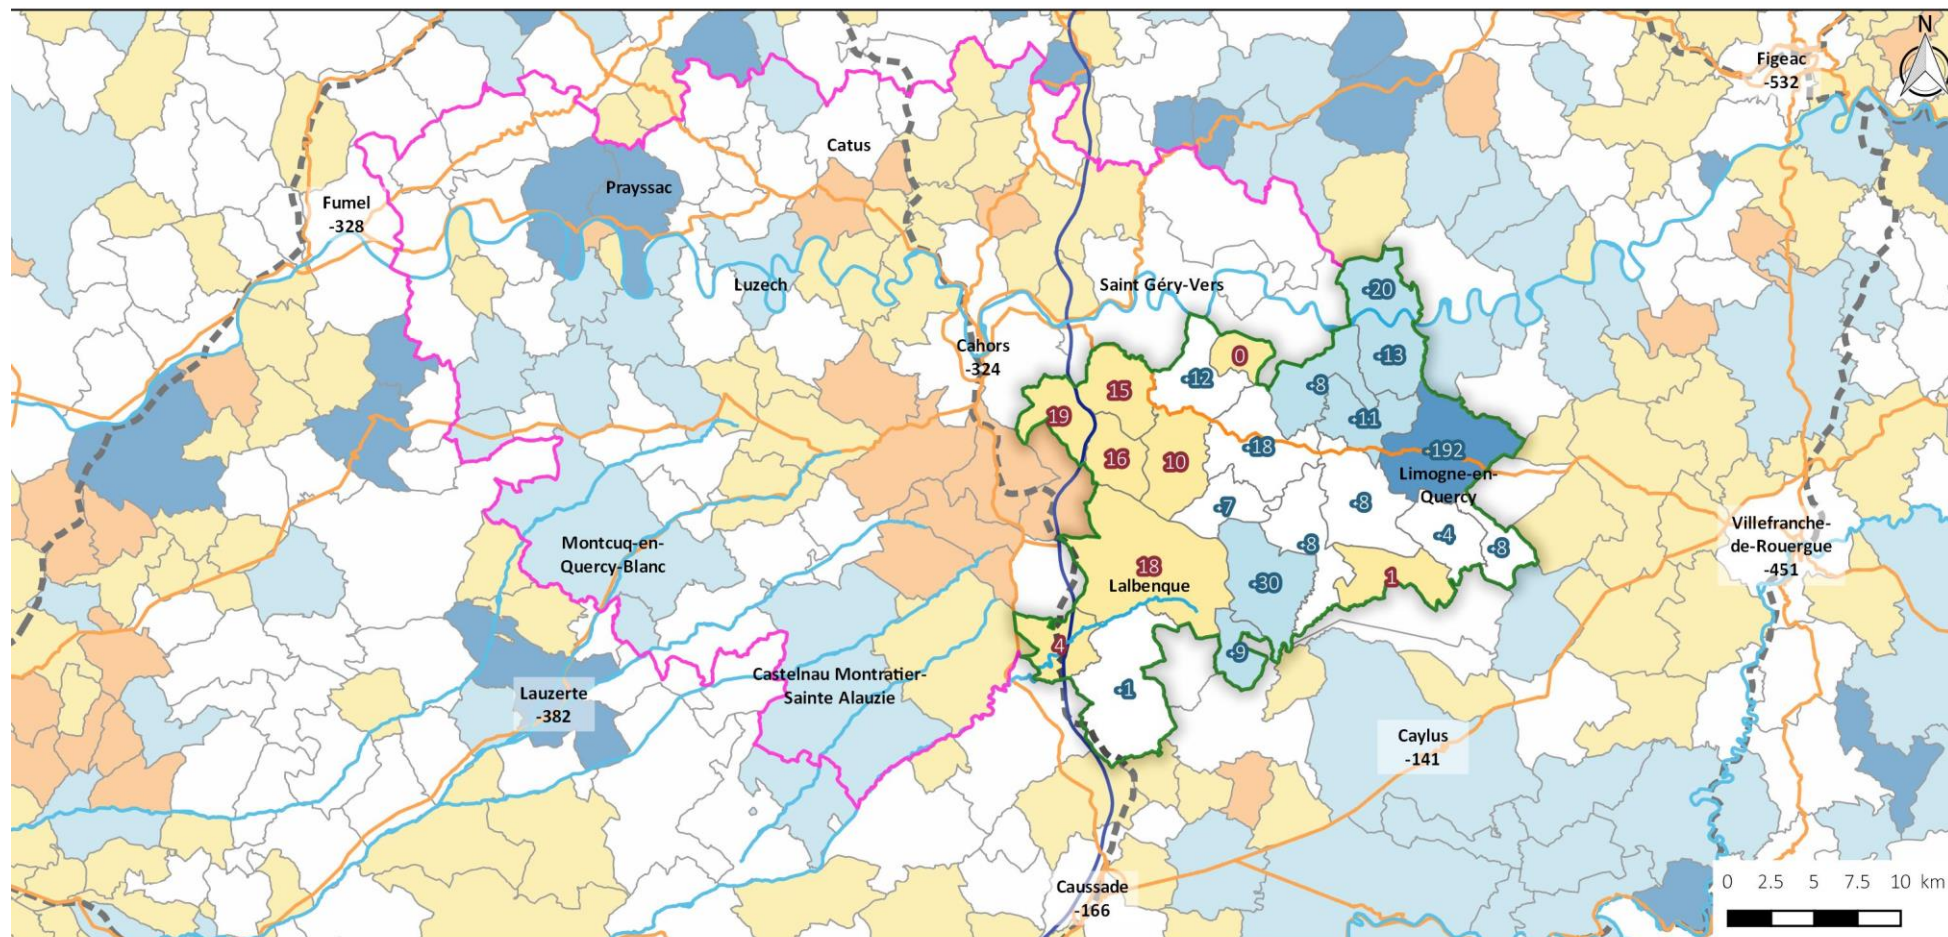 N
Figeac
-532
Catus
Prayssac
Fumel
-328
Luzech
Saint Géry-Vers
-20
Cahors
-324
0
-13
-12
-8
15
19
-11
-18
-192
16
10
Limogne-en-
Quercy
-7
-8
Villefranche-
de-Rouergue
-451
-4
-8
-8
Montcuq-en-
Quercy-Blanc
18
Lalbenque
-30
1
4
-9
Castelnau Montratier-
Sainte Alauzie
-1
Lauzerte
-382
Caylus
-141
Caussade
-166
0 2.5 5 7.5 10 km